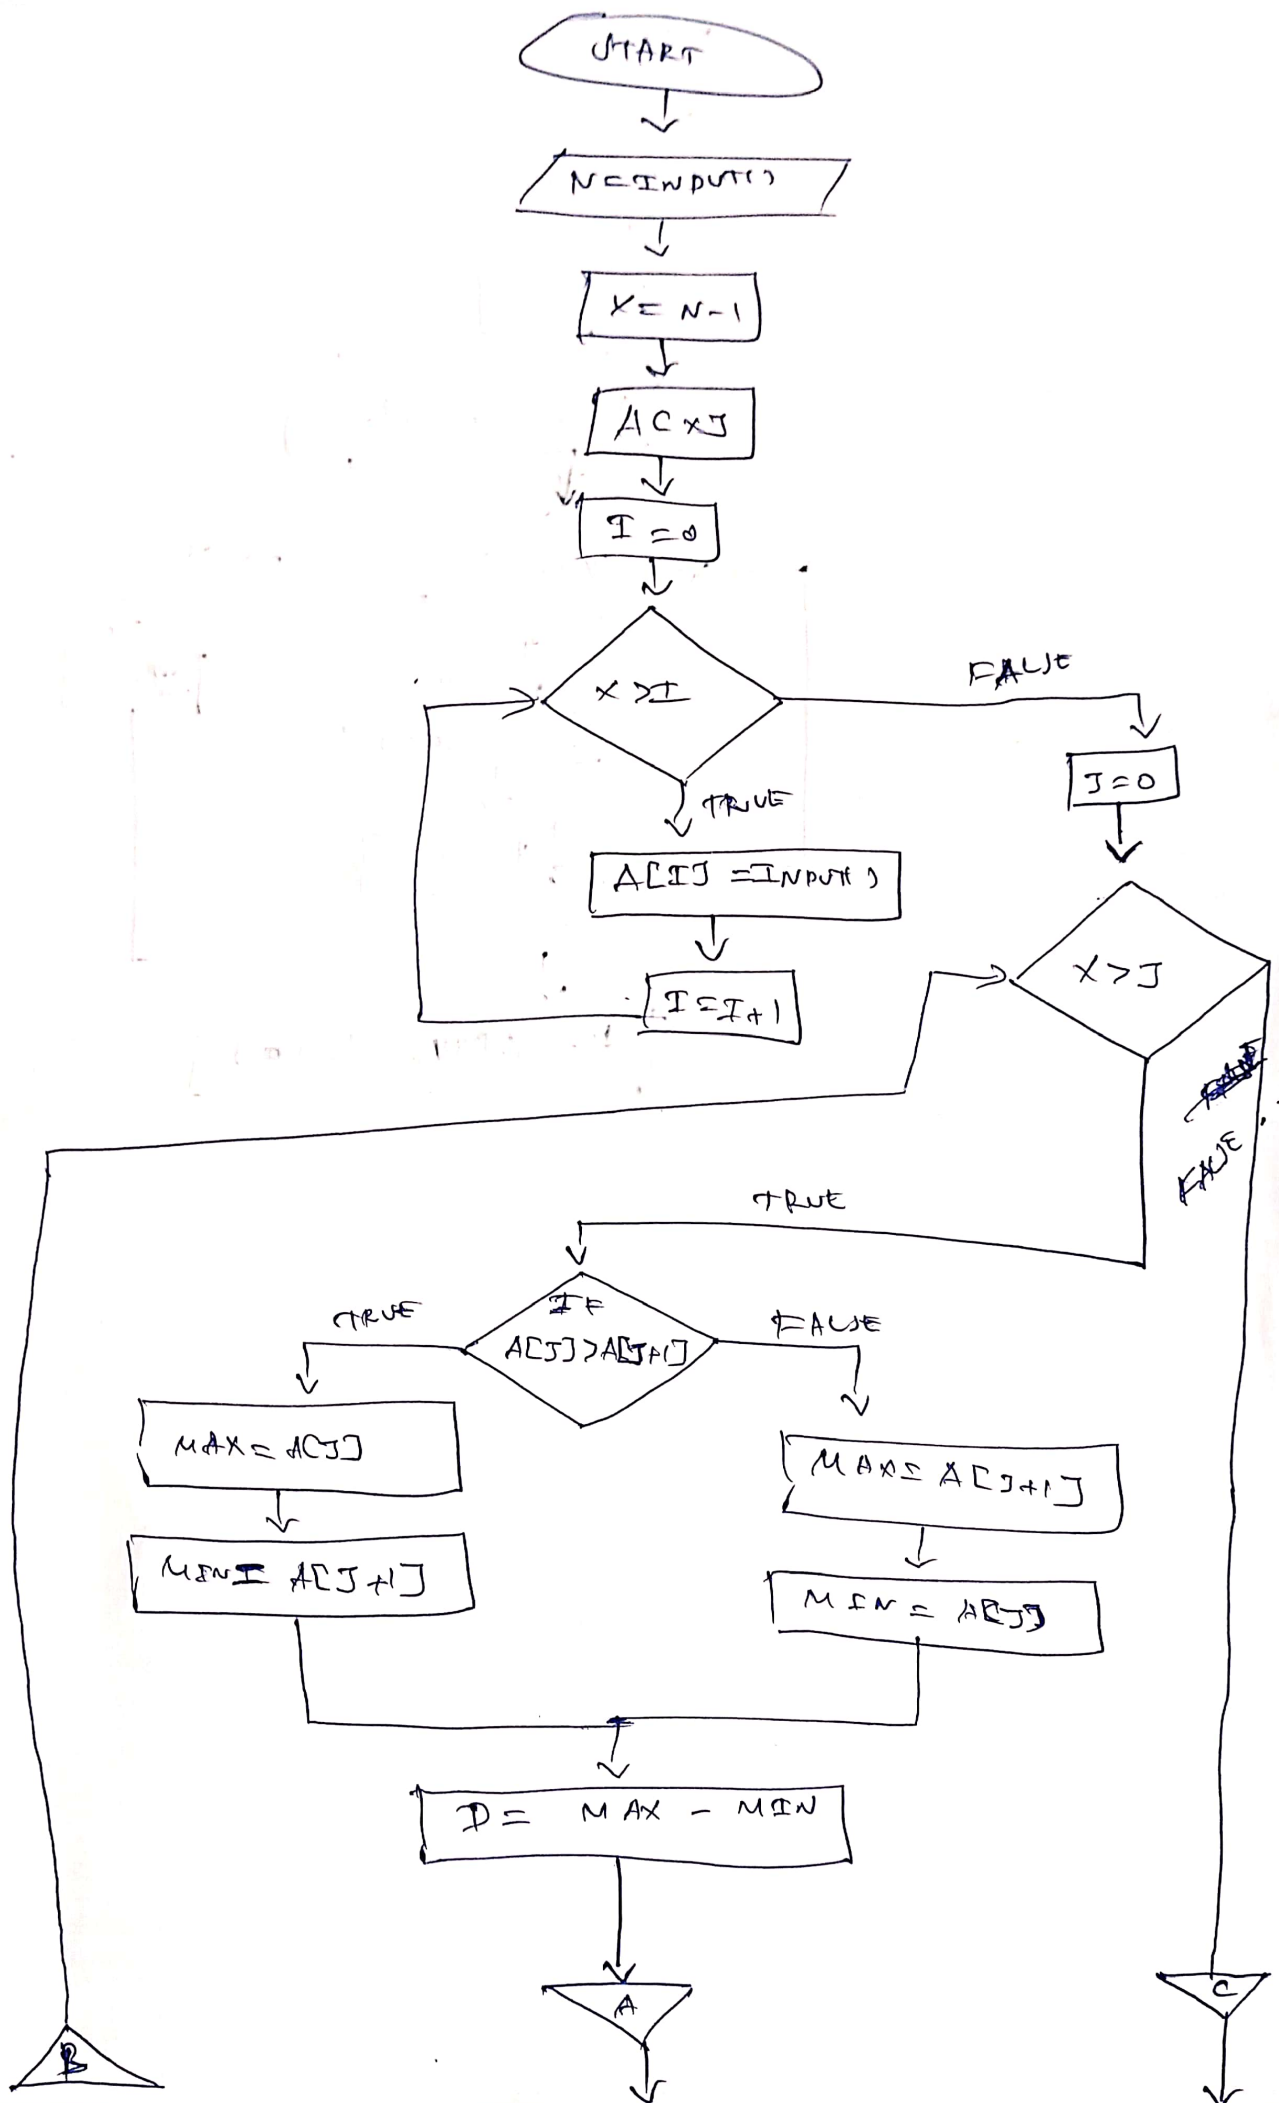 START
N=INPUT()
X= N-1
A[X]
I=0
X>I
FALSE
TRUE
J=0
A[I] =INPUT()
X>J
I=I+1
FALSE
TRUE
IF
A[J]>A[J+1]
TRUE
FALSE
MAX= A[J]
MAX= A[J+1]
MIN= A[J+1]
MIN= A[J]
D= MAX - MIN
A
C
B